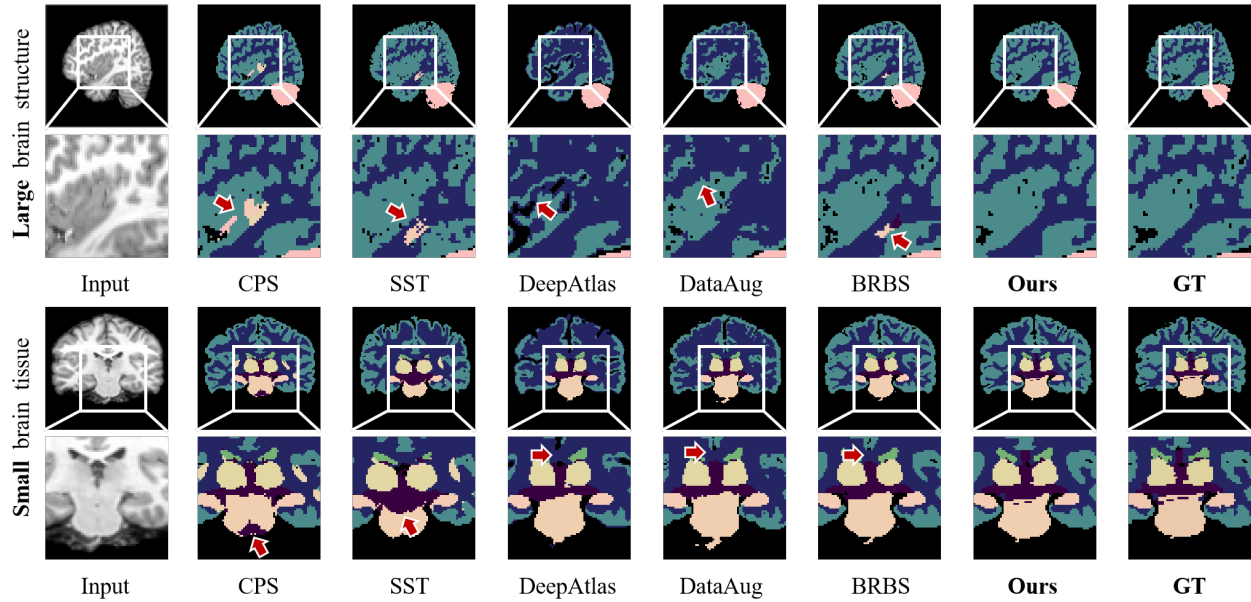 Large brain structure
Input CPS SST DeepAtlas DataAug BRBS Ours GT
Small brain tissue
Input CPS SST DeepAtlas DataAug BRBS Ours GT